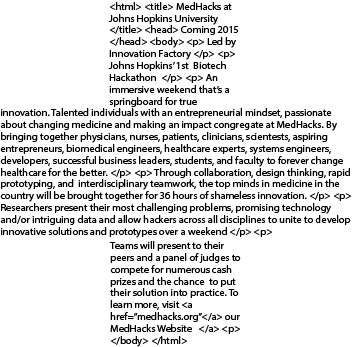 <html> <title> MedHacks at
Johns Hopkins University
</title> <head> Coming 2015
</head> <body> <p> Led by
Innovation Factory </p> <p>
Johns Hopkins’ 1st Biotech
Hackathon </p> <p> An
immersive weekend that’s a
springboard for true
innovation. Talented individuals with an entrepreneurial mindset, passionate
about changing medicine and making an impact congregate at MedHacks. By
bringing together physicians, nurses, patients, clinicians, scientests, aspiring
entrepreneurs, biomedical engineers, healthcare experts, systems engineers,
developers, successful business leaders, students, and faculty to forever change
healthcare for the better. </p> <p> Through collaboration, design thinking, rapid
prototyping, and interdisciplinary teamwork, the top minds in medicine in the
country will be brought together for 36 hours of shameless innovation. </p> <p>
Researchers present their most challenging problems, promising technology
and/or intriguing data and allow hackers across all disciplines to unite to develop
innovative solutions and prototypes over a weekend </p> <p>
Teams will present to their
peers and a panel of judges to
compete for numerous cash
prizes and the chance to put
their solution into practice. To
learn more, visit <a
href=”medhacks.org”</a> our
MedHacks Website </a> <p>
</body> </html>